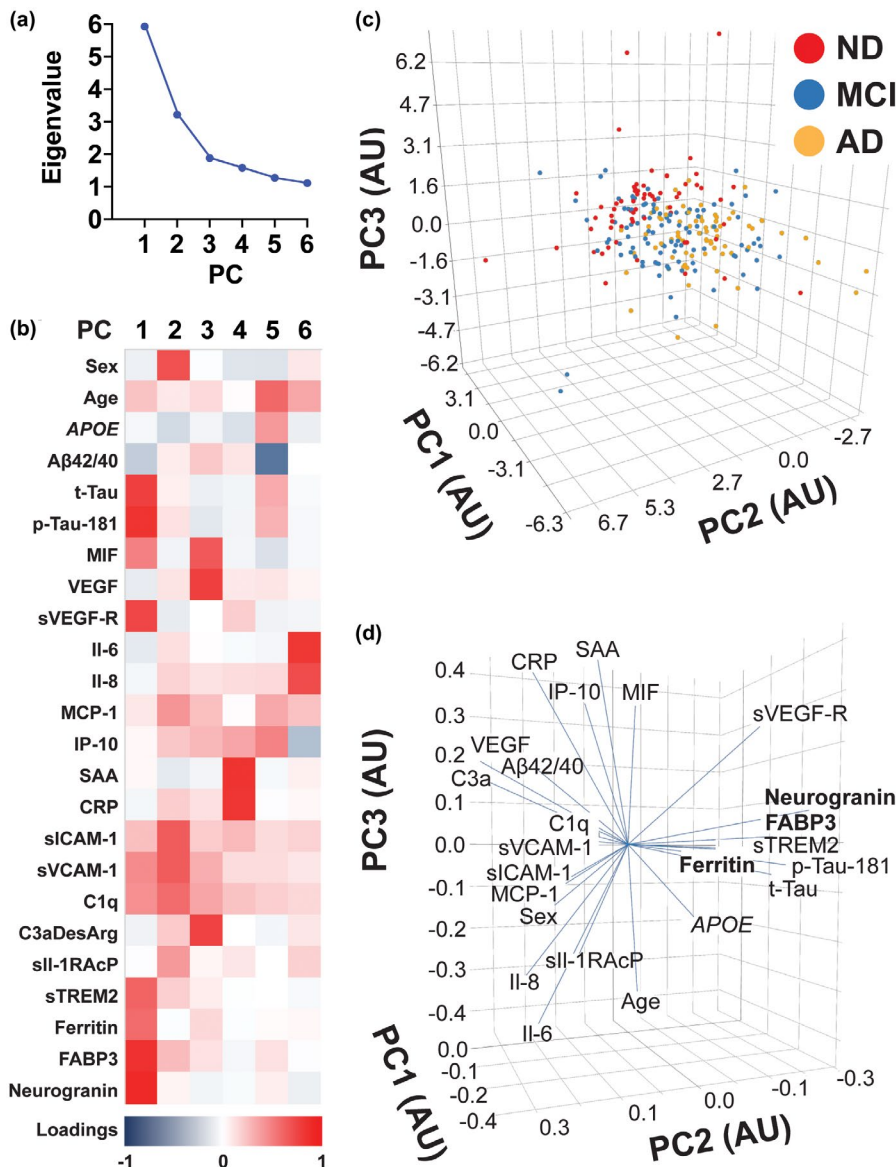 (a)
Eigenvalue
6
5
4
3
2
1
0
1 2 3 4 5 6
PC
(b)
PC 1 2 3 4 5 6
Sex
Age
APOE
Aβ42/40
t-Tau
p-Tau-181
MIF
VEGF
sVEGF-R
Il-6
Il-8
MCP-1
IP-10
SAA
CRP
sICAM-1
sVCAM-1
C1q
C3aDesArg
sIl-1RAcP
sTREM2
Ferritin
FABP3
Neurogranin
Loadings
-1 0 1
(c)
ND
MCI
AD
PC3 (AU)
6.2
4.7
3.1
1.6
0.0
-1.6
-3.1
-4.7
-6.2
3.1
0.0
-3.1
-6.3
PC1 (AU)
6.7
5.3
2.7
0.0
-2.7
PC2 (AU)
(d)
PC3 (AU)
0.4
0.3
0.2
0.1
0.0
-0.1
-0.2
-0.3
-0.4
SAA
CRP
IP-10
MIF
sVEGF-R
VEGF
Aβ42/40
C3a
Neurogranin
C1q
FABP3
sVCAM-1
sTREM2
sICAM-1
Ferritin
p-Tau-181
MCP-1
t-Tau
Sex
APOE
sIl-1RAcP
Il-8
Age
Il-6
0.0
-0.1
-0.2
-0.4
PC1 (AU)
0.3
0.1
0.0
-0.1
-0.3
PC2 (AU)